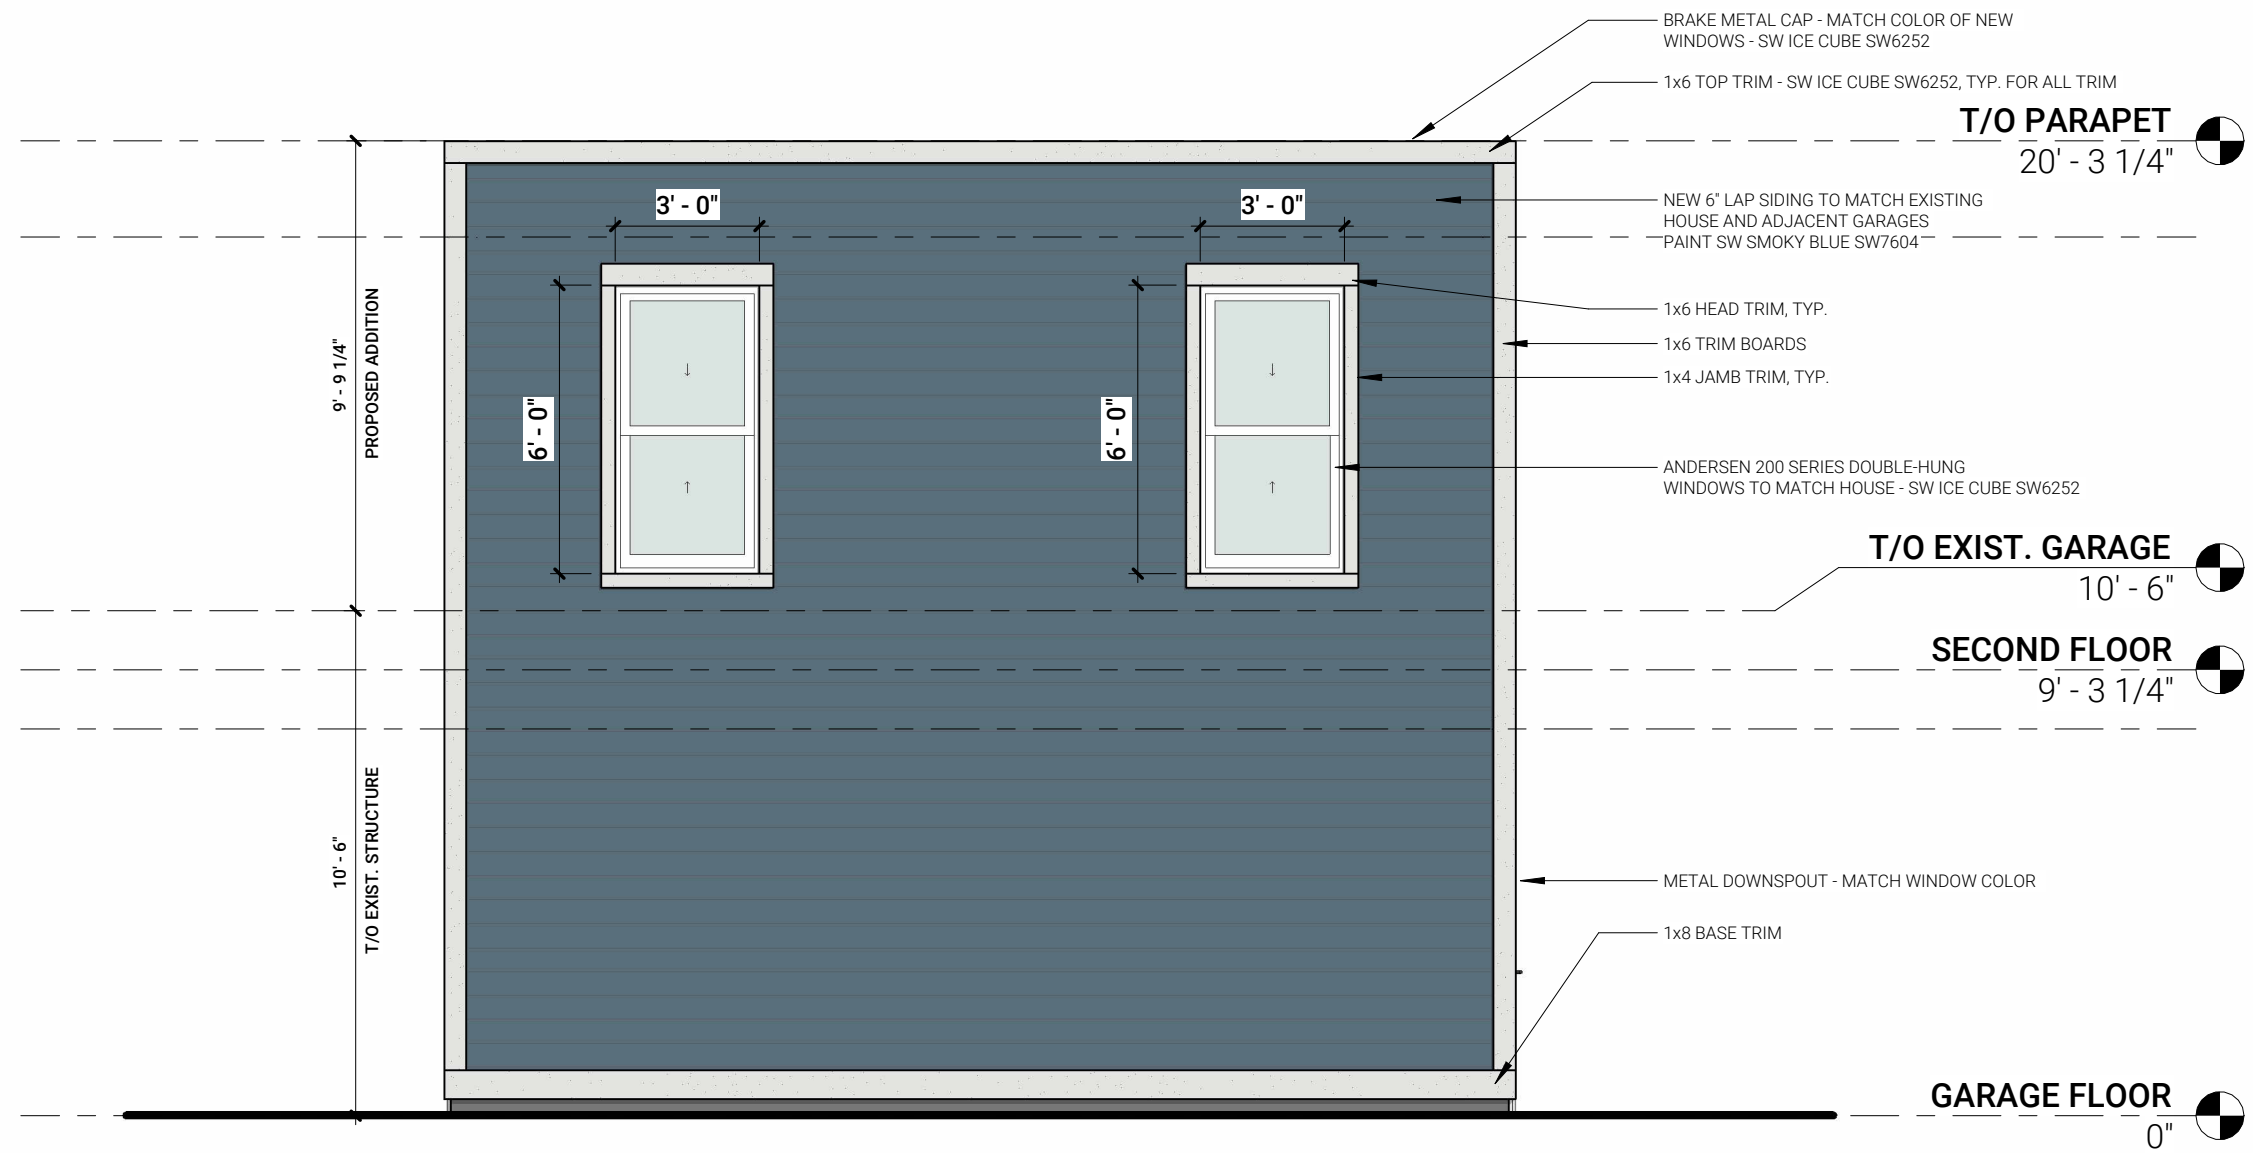 BRAKE METAL CAP - MATCH COLOR OF NEW
WINDOWS - SW ICE CUBE SW6252
1x6 TOP TRIM - SW ICE CUBE SW6252, TYP. FOR ALL TRIM
T/O PARAPET
20' - 3 1/4"
3' - 0"
3' - 0"
NEW 6" LAP SIDING TO MATCH EXISTING
HOUSE AND ADJACENT GARAGES
PAINT SW SMOKY BLUE SW7604
1x6 HEAD TRIM, TYP.
1x6 TRIM BOARDS
1x4 JAMB TRIM, TYP.
9' - 9 1/4"
PROPOSED ADDITION
6' - 0"
6' - 0"
ANDERSEN 200 SERIES DOUBLE-HUNG
WINDOWS TO MATCH HOUSE - SW ICE CUBE SW6252
T/O EXIST. GARAGE
10' - 6"
SECOND FLOOR
9' - 3 1/4"
10' - 6"
T/O EXIST. STRUCTURE
METAL DOWNSPOUT - MATCH WINDOW COLOR
1x8 BASE TRIM
GARAGE FLOOR
0"